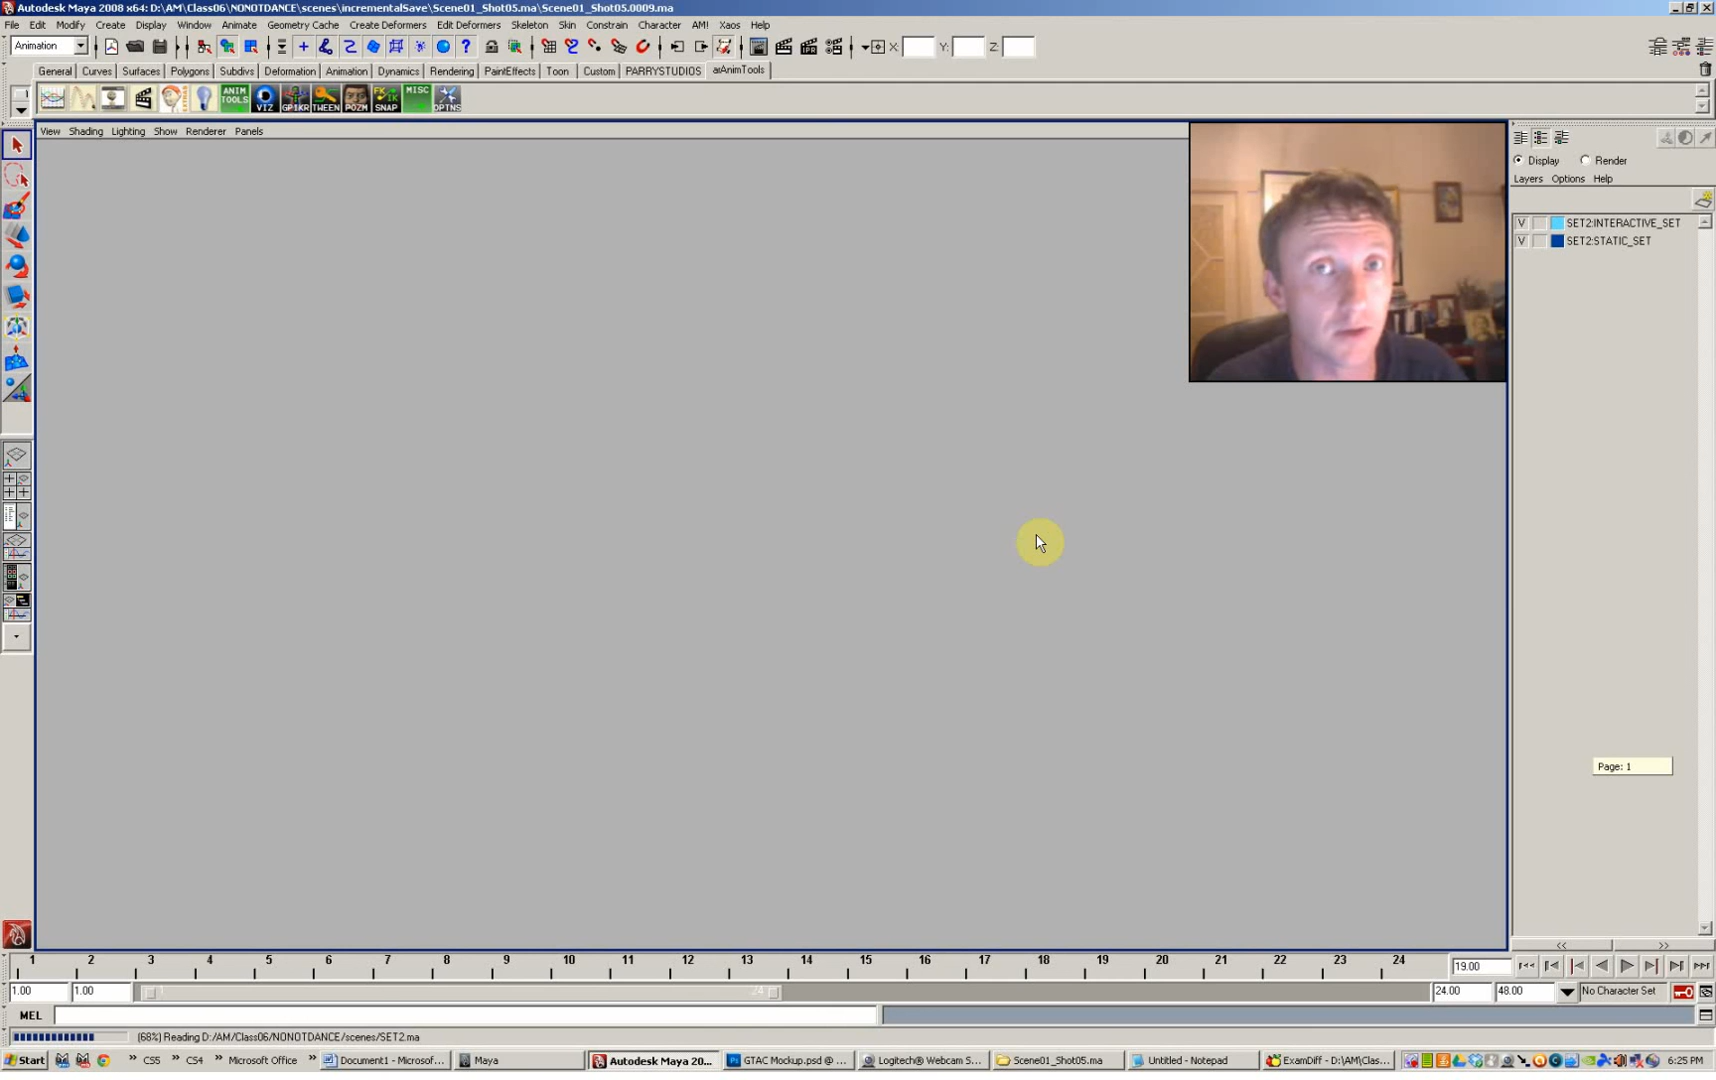 Autodesk Maya 2008 x64: D:\AM\Class06\NONOTDANCE\scenes\incrementalSave\Scene01_Shot05.ma\Scene01_Shot05.0009.ma
File Edit Modify Create Display Window Animate Geometry Cache Create Deformers Edit Deformers Skeleton Skin Constrain Character AM! Xaos Help
Animation X: Y: Z:
General Curves Surfaces Polygons Subdivs Deformation Animation Dynamics Rendering PaintEffects Toon Custom PARRYSTUDIOS arAnimTools
ANIM TOOLS VIZ GPIKR TWEEN POZM FK IK SNAP MISC OPTNS
View Shading Lighting Show Renderer Panels
Display Render
Layers Options Help
V SET2:INTERACTIVE_SET
V SET2:STATIC_SET
Page: 1
<< >>
1 2 3 4 5 6 7 8 9 10 11 12 13 14 15 16 17 18 19 20 21 22 23 24 19.00
1.00 1.00 1 24 24.00 48.00 No Character Set
MEL
(68%) Reading D:/AM/Class06/NONOTDANCE/scenes/SET2.ma
Start » CS5 » CS4 » Microsoft Office » Document1 - Microsof... Maya Autodesk Maya 20... GTAC Mockup.psd @ ... Logitech® Webcam S... Scene01_Shot05.ma Untitled - Notepad ExamDiff - D:\AM\Clas... 6:25 PM